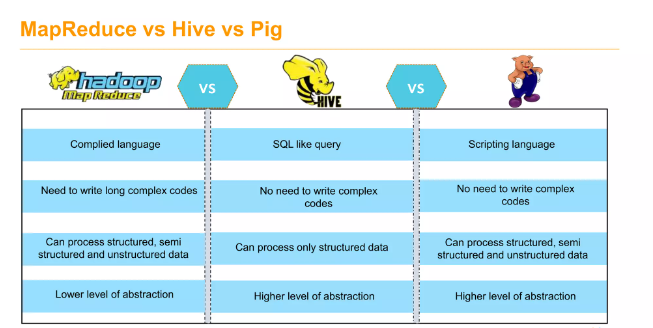 MapReduce vs Hive vs Pig
hadoop
Map Reduce
VS
HIVE
VS
Complied language
SQL like query
Scripting language
Need to write long complex codes
No need to write complex
codes
No need to write complex
codes
Can process structured, semi
structured and unstructured data
Can process only structured data
Can process structured, semi
structured and unstructured data
Lower level of abstraction
Higher level of abstraction
Higher level of abstraction